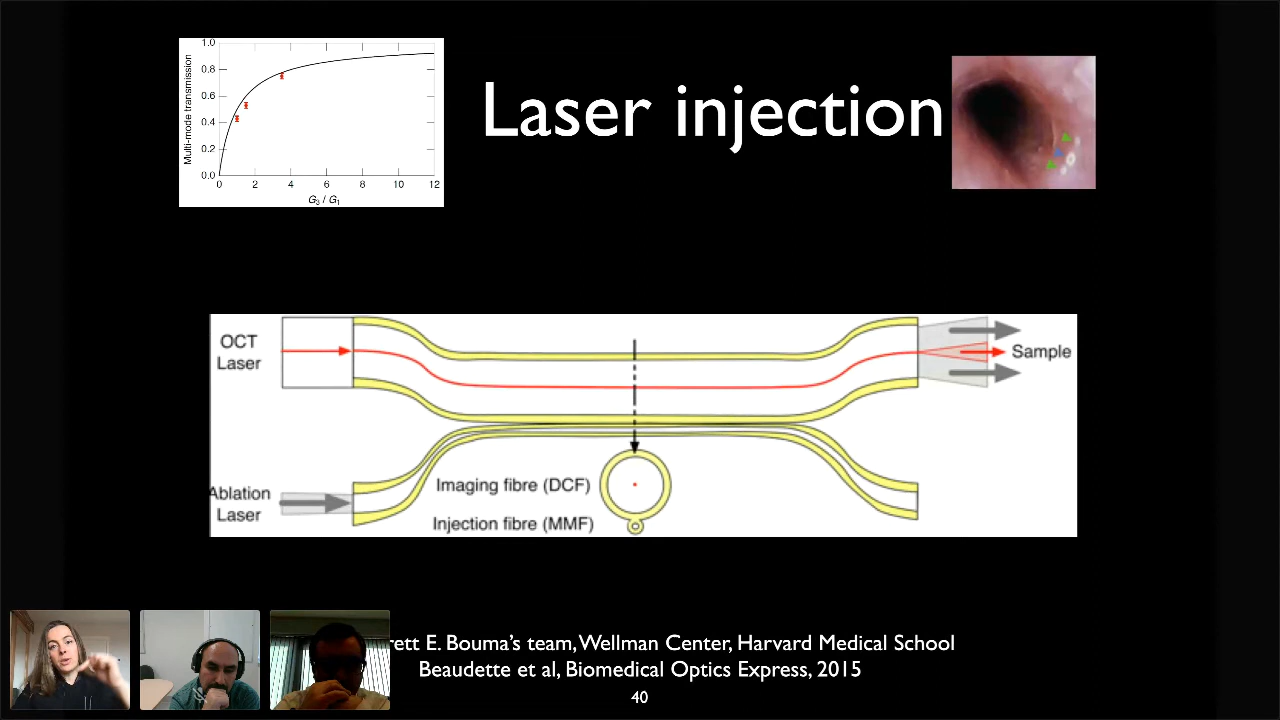 1.0
0.8
0.6
0.4
0.2
0.0
Multi-mode transmission
0 2 4 6 8 10 12
G3 / G1
Laser injection
OCT
Laser
Sample
Ablation
Laser
Imaging fibre (DCF)
Injection fibre (MMF)
E. Bouma's team, Wellman Center, Harvard Medical School
Beaudette et al, Biomedical Optics Express, 2015
40